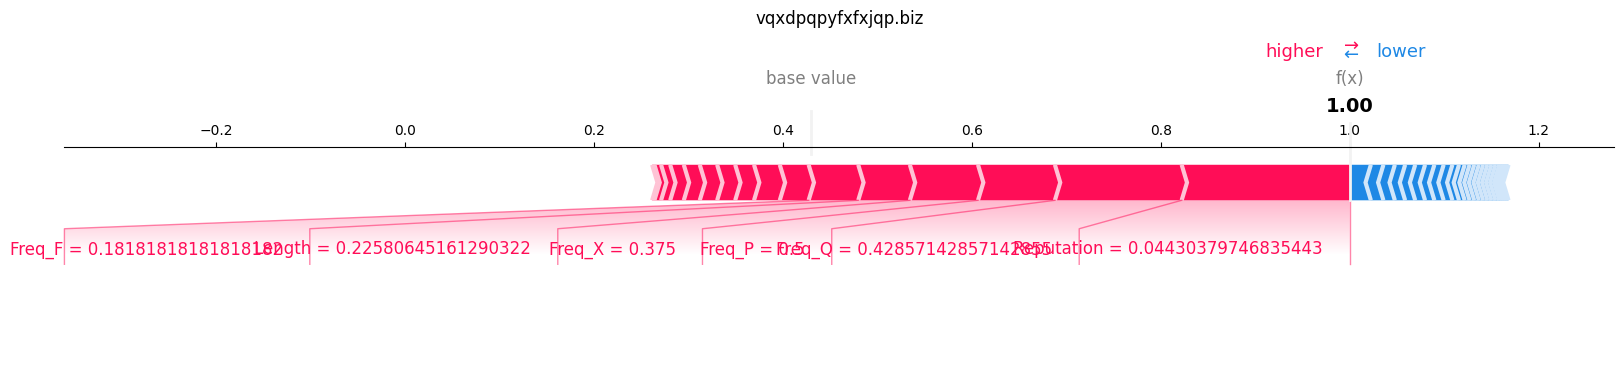 vqxdpqpyfxfxjqp.biz
higher ⇄ lower
base value f(x)
1.00
−0.2 0.0 0.2 0.4 0.6 0.8 1.0 1.2
Freq_F = 0.18181818181818182 Length = 0.22580645161290322 Freq_X = 0.375 Freq_P = 0.5 Freq_Q = 0.42857142857142855 Reputation = 0.04430379746835443